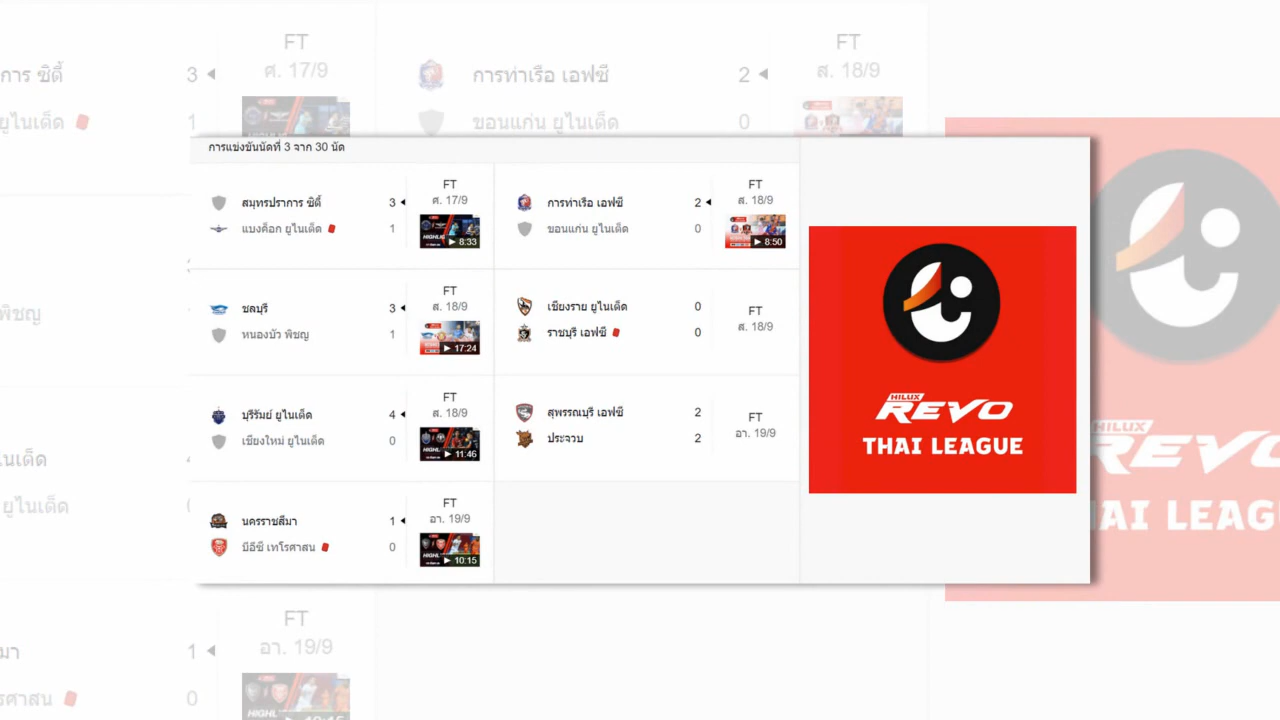 การแข่งขันนัดที่ 3 จาก 30 นัด
สมุทรปราการ ซิตี้ 3
แบงค็อก ยูไนเต็ด 1
FT
ศ. 17/9
8:33
การท่าเรือ เอฟซี 2
ขอนแก่น ยูไนเต็ด 0
FT
ส. 18/9
8:50
ชลบุรี 3
หนองบัว พิชญ 1
FT
ส. 18/9
17:24
เชียงราย ยูไนเต็ด 0
ราชบุรี เอฟซี 0
FT
ส. 18/9
บุรีรัมย์ ยูไนเต็ด 4
เชียงใหม่ ยูไนเต็ด 0
FT
ส. 18/9
11:46
สุพรรณบุรี เอฟซี 2
ประจวบ 2
FT
อา. 19/9
นครราชสีมา 1
บีอีซี เทโรศาสน 0
FT
อา. 19/9
10:15
HILUX
REVO
THAI LEAGUE